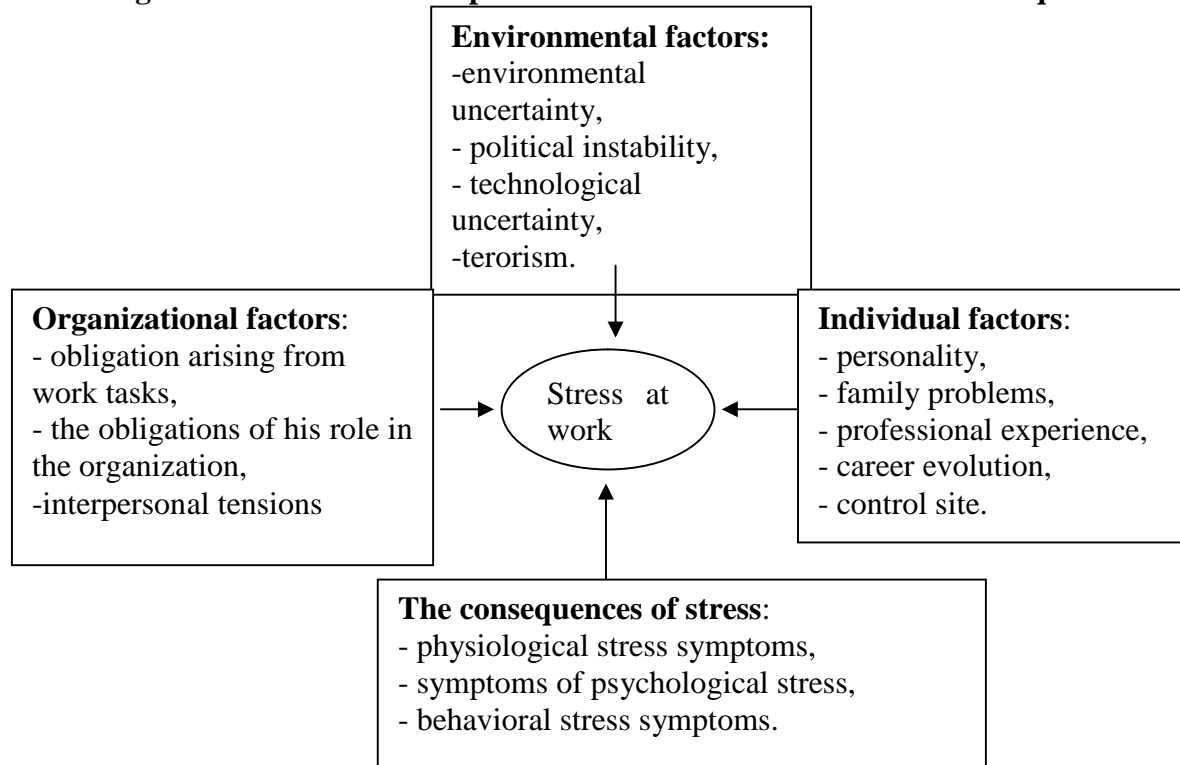 Environmental factors:
-environmental
uncertainty,
- political instability,
- technological
uncertainty,
-terorism.
Organizational factors:
- obligation arising from
work tasks,
- the obligations of his role in
the organization,
-interpersonal tensions
Stress at
work
Individual factors:
- personality,
- family problems,
- professional experience,
- career evolution,
- control site.
The consequences of stress:
- physiological stress symptoms,
- symptoms of psychological stress,
- behavioral stress symptoms.